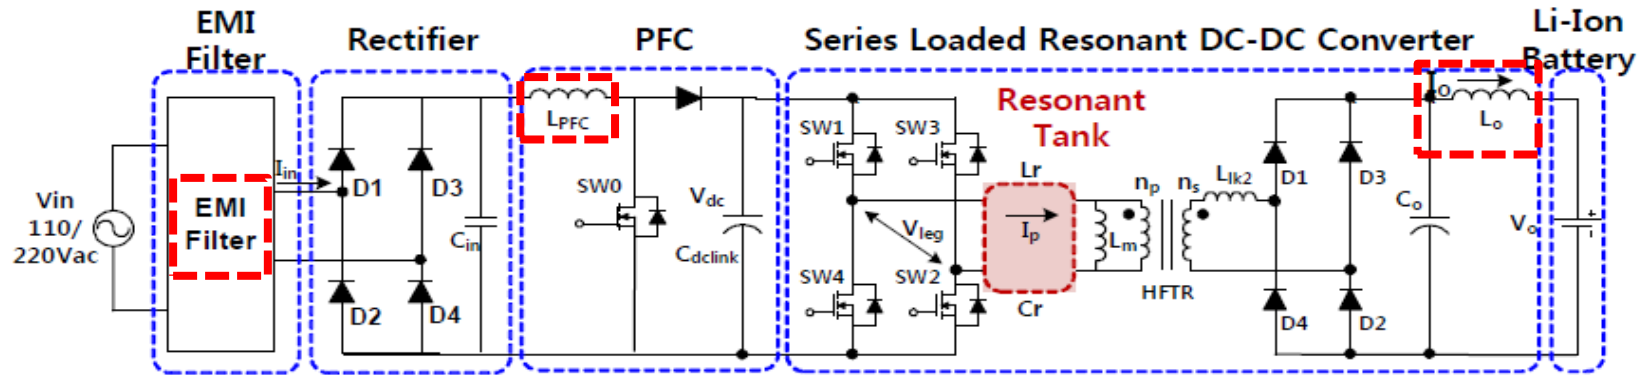 EMI
Filter
Rectifier
PFC
Series Loaded Resonant DC-DC Converter
Li-Ion
Battery
Vin
110/
220Vac
EMI
Filter
Iin
D1
D3
D2
D4
Cin
LPFC
SW0
Vdc
Cdclink
SW1
SW3
SW4
SW2
Vleg
Resonant
Tank
Lr
Ip
Cr
Lm
np
ns
HFTR
Llk2
D1
D3
D4
D2
Co
Io
Lo
Vo
+
-